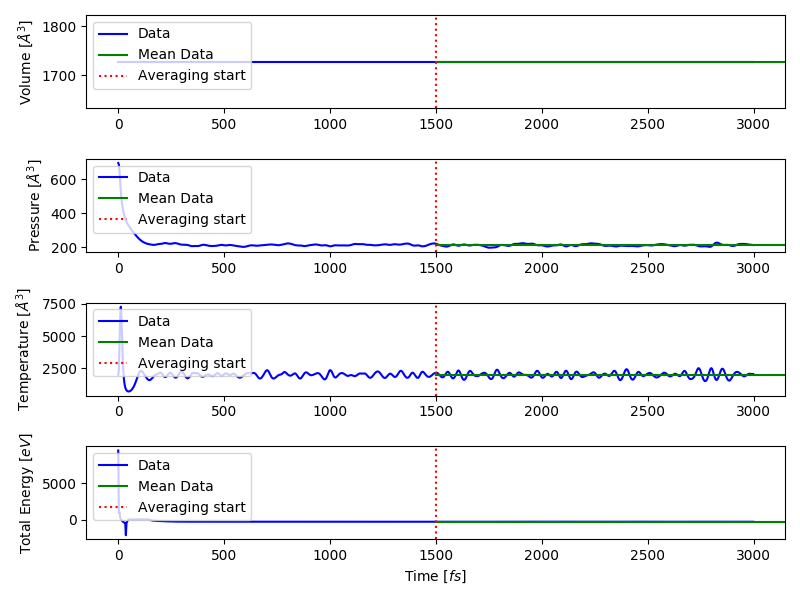 Volume [Å³]
1800
1700
Data
Mean Data
Averaging start
0 500 1000 1500 2000 2500 3000
Pressure [Å³]
600
400
200
Data
Mean Data
Averaging start
0 500 1000 1500 2000 2500 3000
Temperature [Å³]
7500
5000
2500
Data
Mean Data
Averaging start
0 500 1000 1500 2000 2500 3000
Total Energy [eV]
5000
0
Data
Mean Data
Averaging start
0 500 1000 1500 2000 2500 3000
Time [fs]